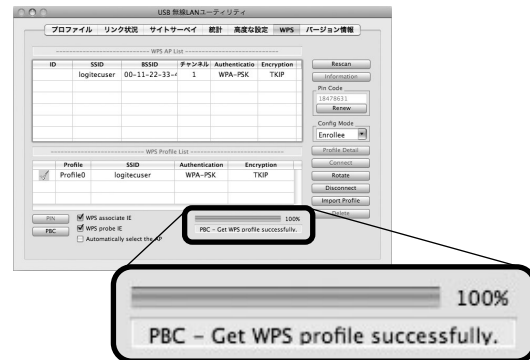 USB 無線LANユーティリティ
プロファイル リンク状況 サイトサーベイ 統計 高度な設定 WPS バージョン情報
WPS AP List
ID SSID BSSID チャンネル Authenticatio Encryption
logitecuser 00-11-22-33-4 1 WPA-PSK TKIP
Rescan
Information
Pin Code
18478631
Renew
Config Mode
Enrollee
WPS Profile List
Profile SSID Authentication Encryption
Profile0 logitecuser WPA-PSK TKIP
Profile Detail
Connect
Rotate
Disconnect
Import Profile
Delete
PIN
PBC
WPS associate IE
WPS probe IE
Automatically select the AP
100%
PBC - Get WPS profile successfully.
100%
PBC - Get WPS profile successfully.